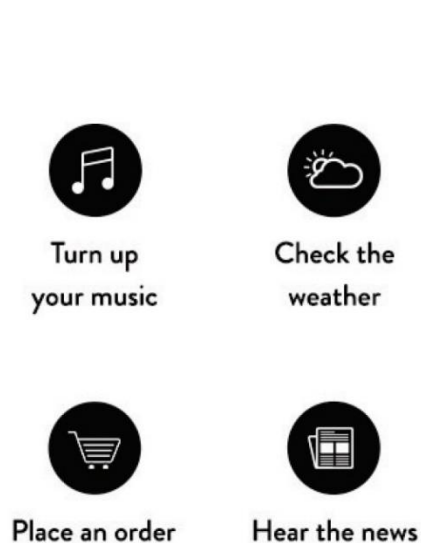 Turn up
your music
Check the
weather
Place an order
Hear the news